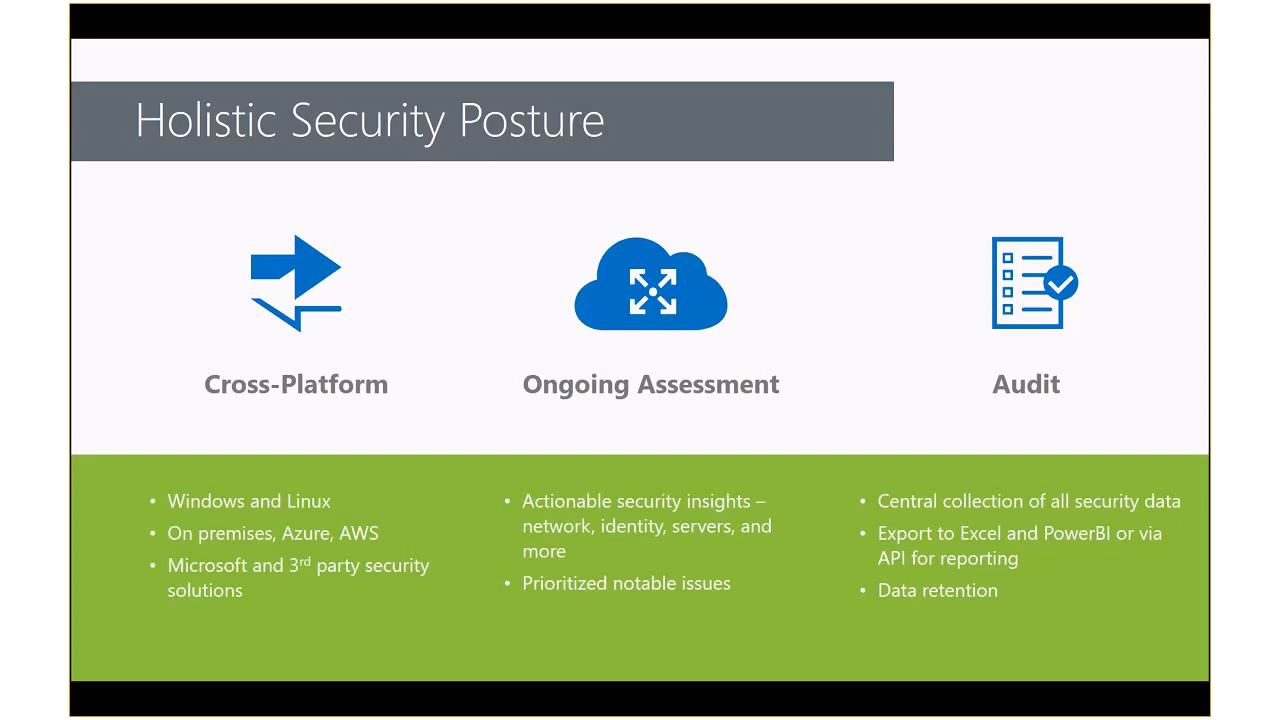 Holistic Security Posture
Cross-Platform
Ongoing Assessment
Audit
• Windows and Linux
• On premises, Azure, AWS
• Microsoft and 3rd party security
solutions
• Actionable security insights –
network, identity, servers, and
more
• Prioritized notable issues
• Central collection of all security data
• Export to Excel and PowerBI or via
API for reporting
• Data retention